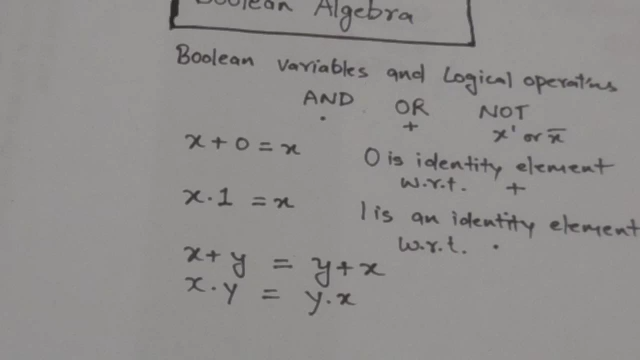 Boolean Algebra
Boolean variables and Logical operations
AND OR NOT
. + x' or x̅
x + 0 = x 0 is identity element
w.r.t. +
x . 1 = x 1 is an identity element
w.r.t. .
x + y = y + x
x . y = y . x